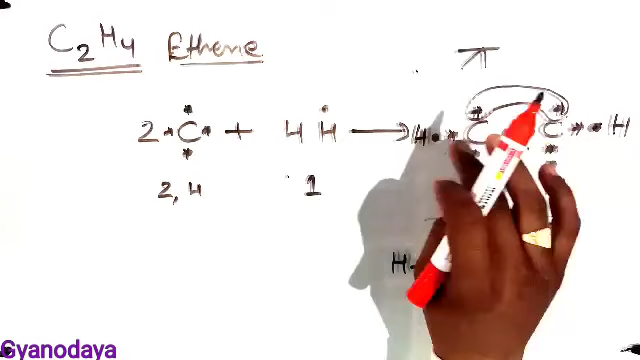 C2H4 Ethene
2 C + 4 H → H C C H
2, 4 1
H
Gyanodaya